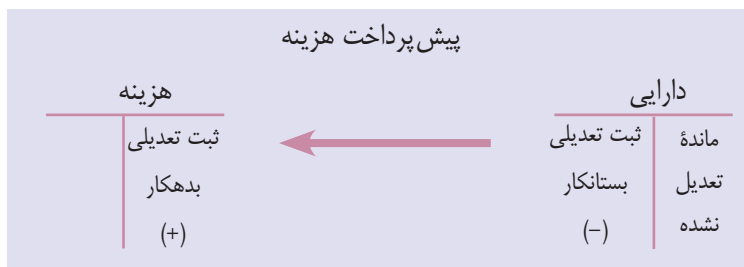 پیش‌پرداخت هزینه
دارایی
ماندهٔ
تعدیل
نشده
ثبت تعدیلی
بستانکار
(–)
هزینه
ثبت تعدیلی
بدهکار
(+)